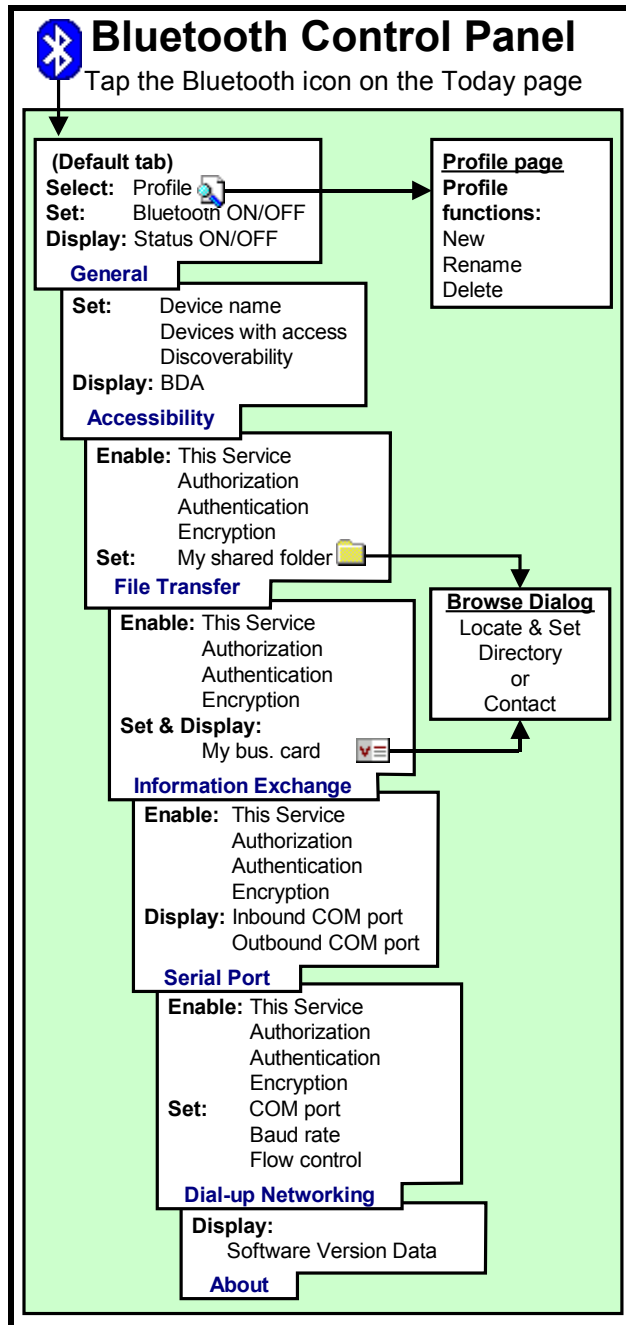 Bluetooth Control Panel
Tap the Bluetooth icon on the Today page
(Default tab)
Select: Profile
Set: Bluetooth ON/OFF
Display: Status ON/OFF
General
Profile page
Profile
functions:
New
Rename
Delete
Set: Device name
Devices with access
Discoverability
Display: BDA
Accessibility
Enable: This Service
Authorization
Authentication
Encryption
Set: My shared folder
File Transfer
Browse Dialog
Locate & Set
Directory
or
Contact
Enable: This Service
Authorization
Authentication
Encryption
Set & Display:
My bus. card
Information Exchange
Enable: This Service
Authorization
Authentication
Encryption
Display: Inbound COM port
Outbound COM port
Serial Port
Enable: This Service
Authorization
Authentication
Encryption
Set: COM port
Baud rate
Flow control
Dial-up Networking
Display:
Software Version Data
About